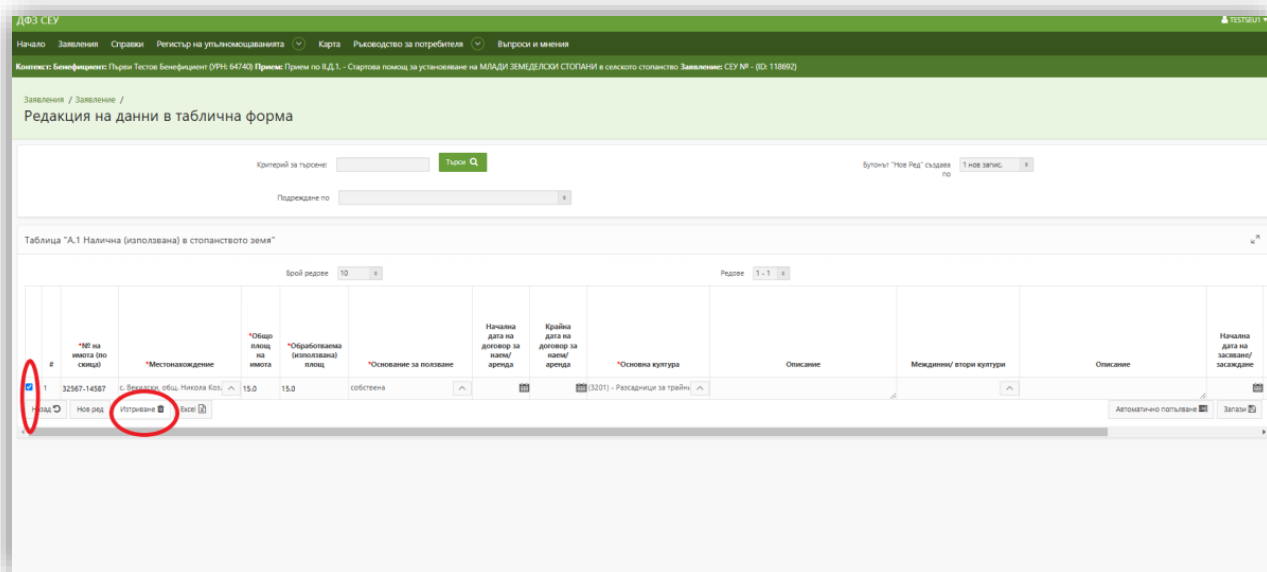 ДФЗ СЕУ
TESTSEU1
Начало Заявления Справки Регистър на упълномощаванията Карта Ръководство за потребителя Въпроси и мнения
Контекст: Бенефициент: Първи Тестов Бенефициент (УРН: 64740) Прием: Прием по II.Д.1. - Стартова помощ за установяване на МЛАДИ ЗЕМЕДЕЛСКИ СТОПАНИ в селското стопанство Заявление: СЕУ № - (ID: 118692)
Заявления / Заявление /
Редакция на данни в таблична форма
Критерий за търсене: Търси
Бутонът "Нов Ред" създава по 1 нов запис.
Подреждане по
Таблица "А.1 Налична (използвана) в стопанството земя"
Брой редове 10 Редове 1 - 1
# *№ на имота (по скица) *Местонахождение *Общо площ на имота *Обработваема (използвана) площ *Основание за ползване Начална дата на договор за наем/ аренда Крайна дата на договор за наем/ аренда *Основна култура Описание Междинни/ втори култури Описание Начална дата на засяване/ засаждане
1 32567-14587 общ. Никола Коз. 15.0 15.0 собствена (3201) - Разсадници за трайн
Назад Нов ред Изтриване Excel Автоматично попълване Запази